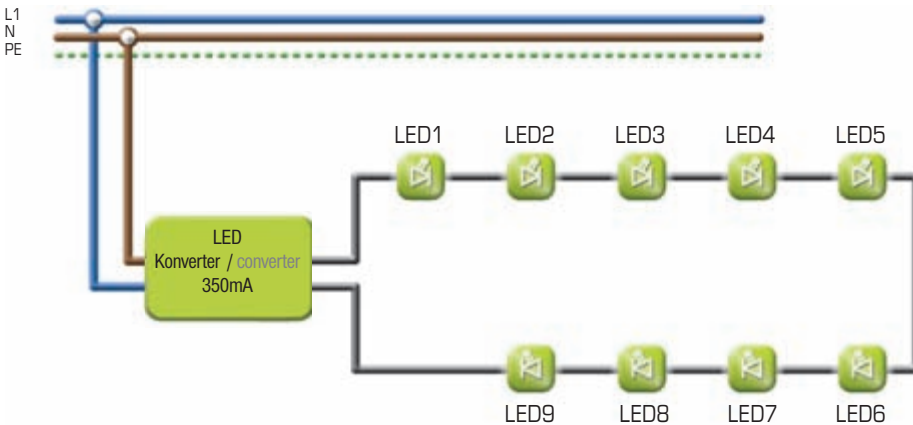 L1
N
PE
LED1 LED2 LED3 LED4 LED5
LED
Konverter / converter
350mA
LED9 LED8 LED7 LED6